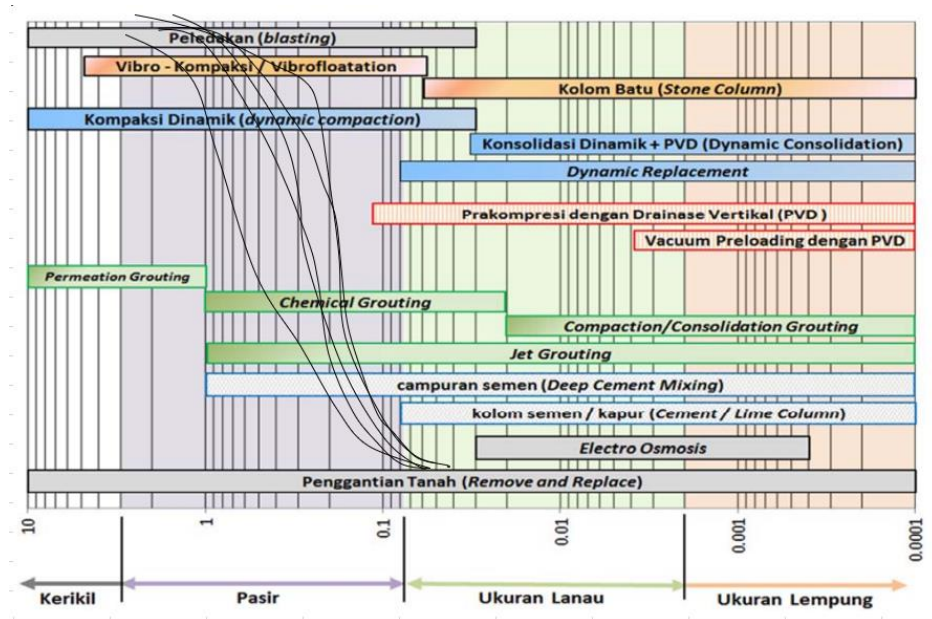 Peledakan (blasting)
Vibro - Kompaksi / Vibrofloatation
Kolom Batu (Stone Column)
Kompaksi Dinamik (dynamic compaction)
Konsolidasi Dinamik + PVD (Dynamic Consolidation)
Dynamic Replacement
Prakompresi dengan Drainase Vertikal (PVD )
Vacuum Preloading dengan PVD
Permeation Grouting
Chemical Grouting
Compaction/Consolidation Grouting
Jet Grouting
campuran semen (Deep Cement Mixing)
kolom semen / kapur (Cement / Lime Column)
Electro Osmosis
Penggantian Tanah (Remove and Replace)
10 1 0.1 0.01 0.001 0.0001
Kerikil Pasir Ukuran Lanau Ukuran Lempung